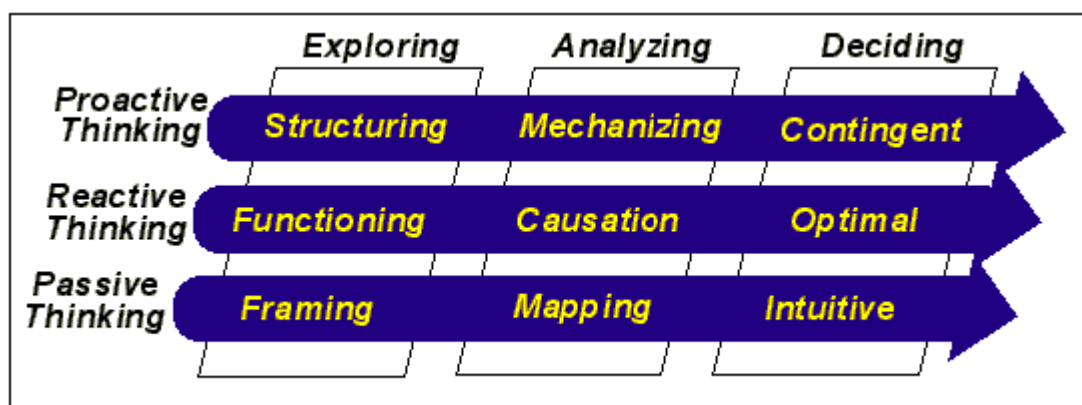 Exploring Analyzing Deciding
Proactive
Thinking
Structuring Mechanizing Contingent
Reactive
Thinking
Functioning Causation Optimal
Passive
Thinking
Framing Mapping Intuitive